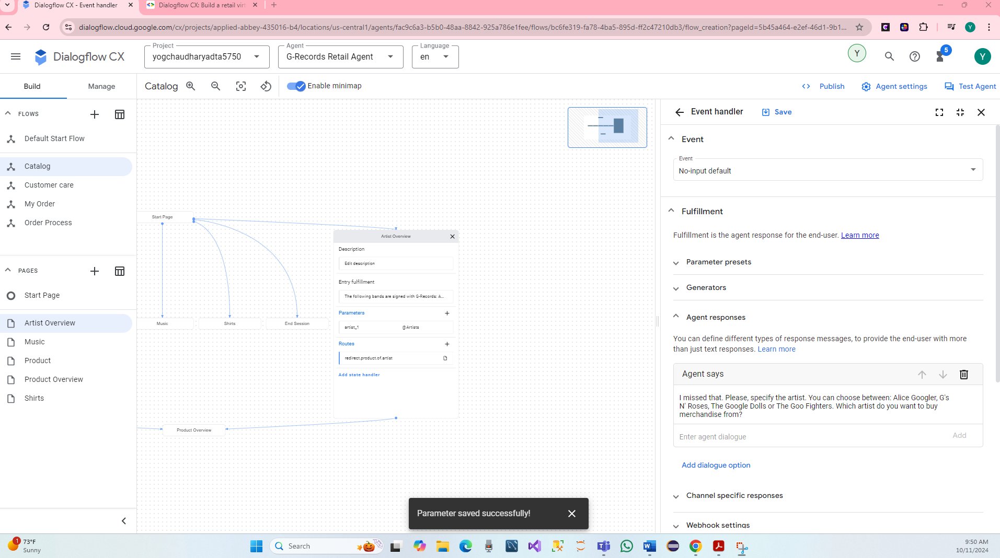 Dialogflow CX - Event handler
Dialogflow CX: Build a retail virt
dialogflow.cloud.google.com/cx/projects/applied-abbey-435016-b4/locations/us-central1/agents/fac9c6a3-b5b0-48aa-8842-925a786e1fee/flows/bc6fe319-fa78-4ba5-895d-ff2c47210db3/flow_creation?pageId=5b45a464-e2ef-46d1-9b1...
Y
Dialogflow CX
Project
yogchaudharyadta5750
Agent
G-Records Retail Agent
Language
en
Y
5
Y
Build
Manage
Catalog
Enable minimap
Publish
Agent settings
Test Agent
FLOWS
Default Start Flow
Catalog
Customer care
My Order
Order Process
PAGES
Start Page
Artist Overview
Music
Product
Product Overview
Shirts
Start Page
Music
Shirts
End Session
Artist Overview
Description
Edit description
Entry fulfillment
The following bands are signed with G-Records: A...
Parameters
artist_1 @Artists
Routes
redirect.product.of.artist
Add state handler
Product Overview
Event handler
Save
Event
Event
No-input default
Fulfillment
Fulfillment is the agent response for the end-user. Learn more
Parameter presets
Generators
Agent responses
You can define different types of response messages, to provide the end-user with more
than just text responses. Learn more
Agent says
I missed that. Please, specify the artist. You can choose between: Alice Googler, G's
N' Roses, The Google Dolls or The Goo Fighters. Which artist do you want to buy
merchandise from?
Enter agent dialogue
Add
Add dialogue option
Channel specific responses
Webhook settings
Parameter saved successfully!
1
73°F
Sunny
Search
9:50 AM
10/11/2024